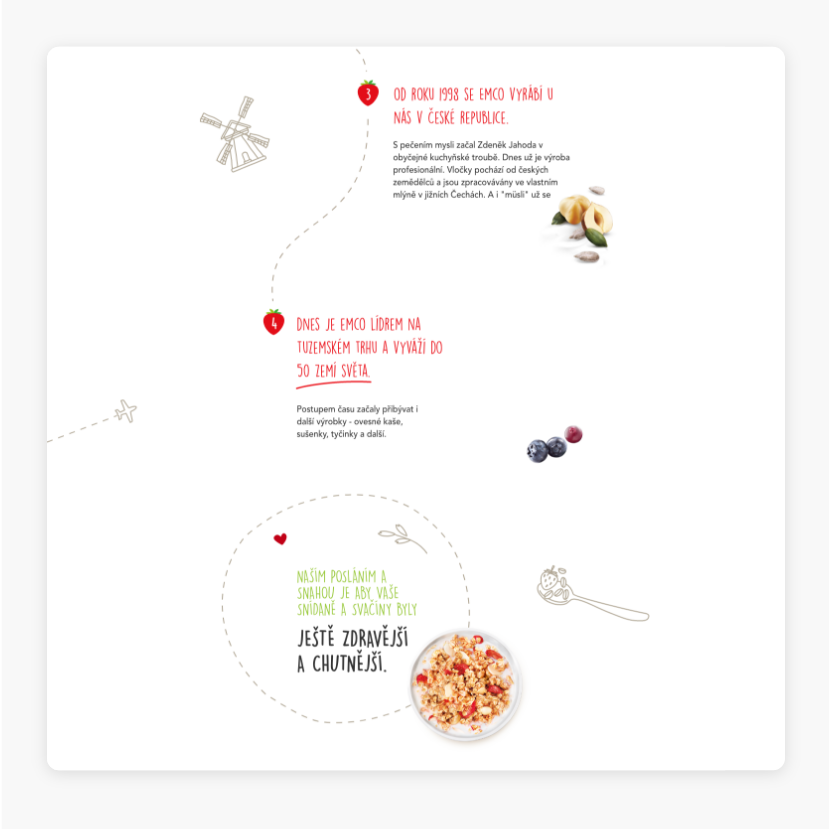 3
OD ROKU 1998 SE EMCO VYRÁBÍ U
NÁS V ČESKÉ REPUBLICE.
S pečením mysli začal Zdeněk Jahoda v
obyčejné kuchyňské troubě. Dnes už je výroba
profesionální. Vločky pochází od českých
zemědělců a jsou zpracovávány ve vlastním
mlýně v jižních Čechách. A i "müsli" už se
4
DNES JE EMCO LÍDREM NA
TUZEMSKÉM TRHU A VYVÁŽÍ DO
50 ZEMÍ SVĚTA.
Postupem času začaly přibývat i
další výrobky - ovesné kaše,
sušenky, tyčinky a další.
NAŠÍM POSLÁNÍM A
SNAHOU JE ABY VAŠE
SNÍDANĚ A SVAČINY BYLY
JEŠTĚ ZDRAVĚJŠÍ
A CHUTNĚJŠÍ.